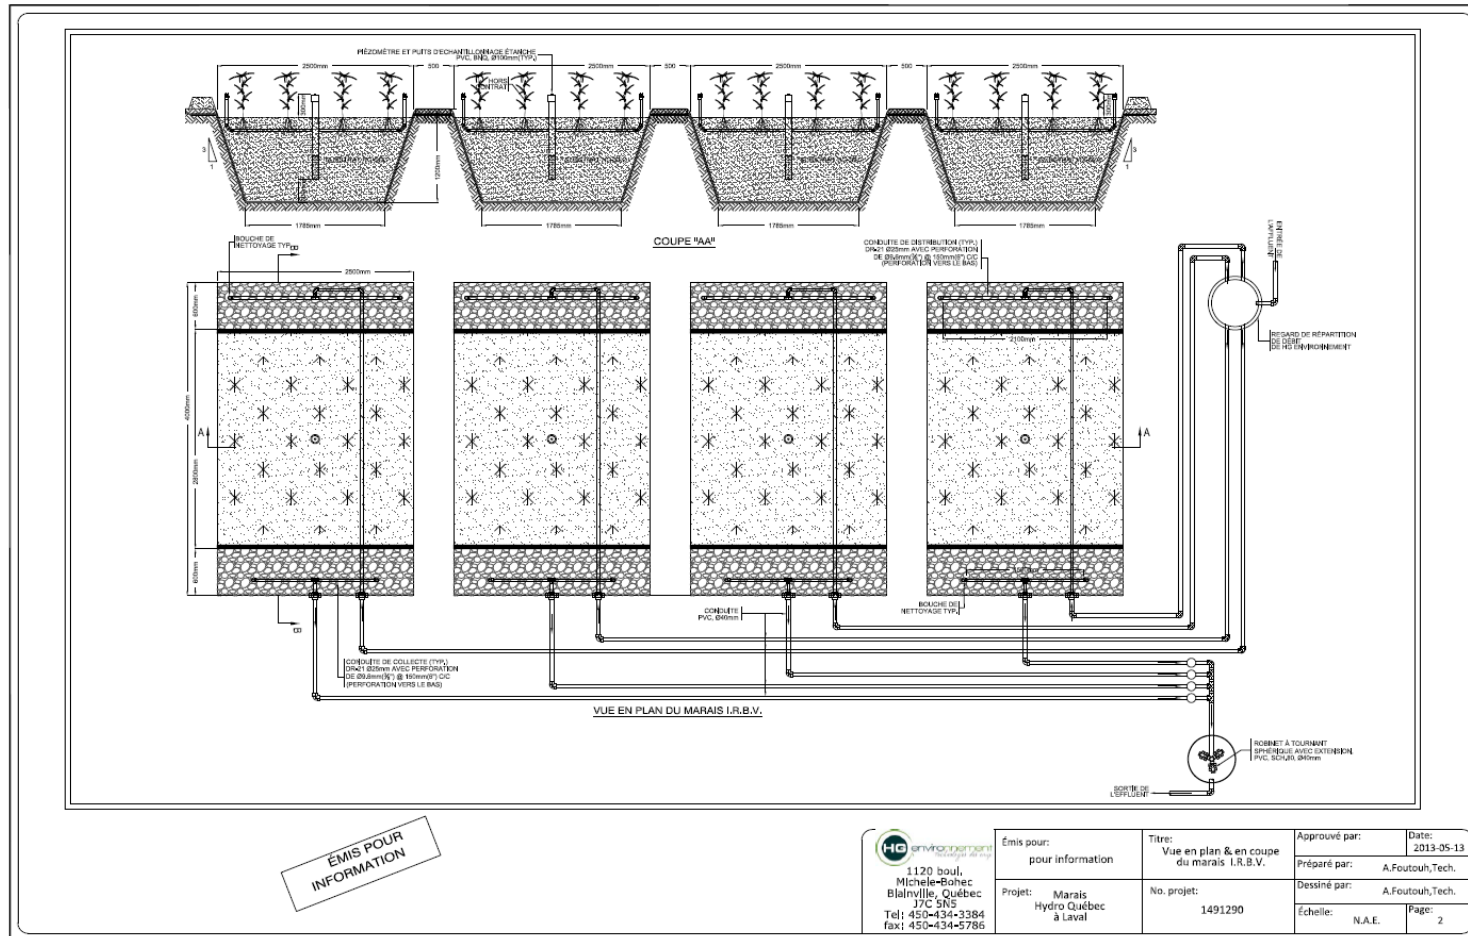 PIÉZOMÈTRE ET PUITS D'ÉCHANTILLONNAGE ÉTANCHE
PVC, BNQ, Ø100mm(TYP.)
2500mm
500
2500mm
500
2500mm
500
2500mm
HORS
CONTRAT
300mm
300mm
3
1
1200mm
3
1
1785mm
1785mm
1785mm
1785mm
COUPE "AA"
BOUCHE DE
NETTOYAGE TYP.
B
2500mm
CONDUITE DE DISTRIBUTION (TYP.)
DR-21 Ø25mm AVEC PERFORATION
@ 150mm(6") C/C
(PERFORATION VERS LE BAS)
ENTRÉE DE
L'AFFLUENT
600mm
2100mm
REGARD DE RÉPARTITION
DE DÉBIT
DE HG ENVIRONNEMENT
4000mm
A
A
2800mm
600mm
BOUCHE DE
NETTOYAGE TYP.
CONDUITE
PVC, Ø40mm
B
CONDUITE DE COLLECTE (TYP.)
DR-21 Ø25mm AVEC PERFORATION
@ 150mm(6") C/C
(PERFORATION VERS LE BAS)
VUE EN PLAN DU MARAIS I.R.B.V.
ROBINET À TOURNANT
SPHÉRIQUE AVEC EXTENSION,
PVC, SCH.80, Ø40mm
SORTIE DE
L'EFFLUENT
ÉMIS POUR
INFORMATION
HG environnement
1120 boul.
Michele-Bohec
Blainville, Québec
J7C 5N5
Tel: 450-434-3384
fax: 450-434-5786
Émis pour:
pour information
Projet: Marais
Hydro Québec
à Laval
Titre:
Vue en plan & en coupe
du marais I.R.B.V.
No. projet:
1491290
Approuvé par:
Date:
2013-05-13
Préparé par:
A.Foutouh,Tech.
Dessiné par:
A.Foutouh,Tech.
Échelle:
N.A.E.
Page:
2